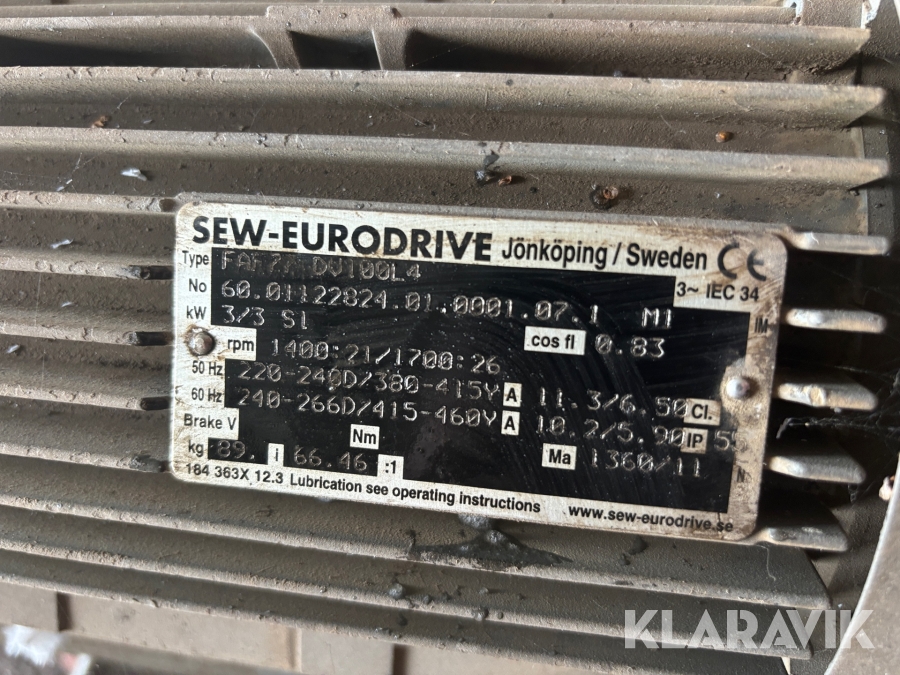 SEW-EURODRIVE Jönköping / Sweden CE
Type DV100L4 3~ IEC 34
No 60.01122824.01.0001.07.1 M1 IM
kW 3/3 S1 cos fl 0.83
rpm 1400:21/1700:26
50 Hz 220-240D/380-415Y A 11.3/6.50 Cl.
60 Hz 240-266D/415-460Y A 10.2/5.90 IP 55
Brake V Nm Ma 1360/11
kg 89. i 66.46 :1
184 363X 12.3 Lubrication see operating instructions www.sew-eurodrive.se
KLARAVIK